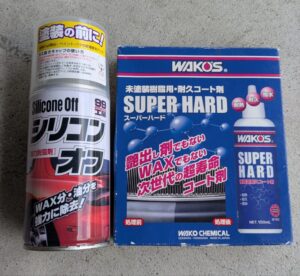 塗装の前に!
Silicone Off
99
シリコン
オフ
WAX分・油分を
強力に除去!
WAKO'S
未塗装樹脂用・耐久コート剤
SUPER HARD
スーパーハード
艶出し剤でもない
WAXでもない
次世代の超寿命
コート剤
処理前
処理後
WAKO'S
SUPER
HARD
150mL
WAKO CHEMICAL